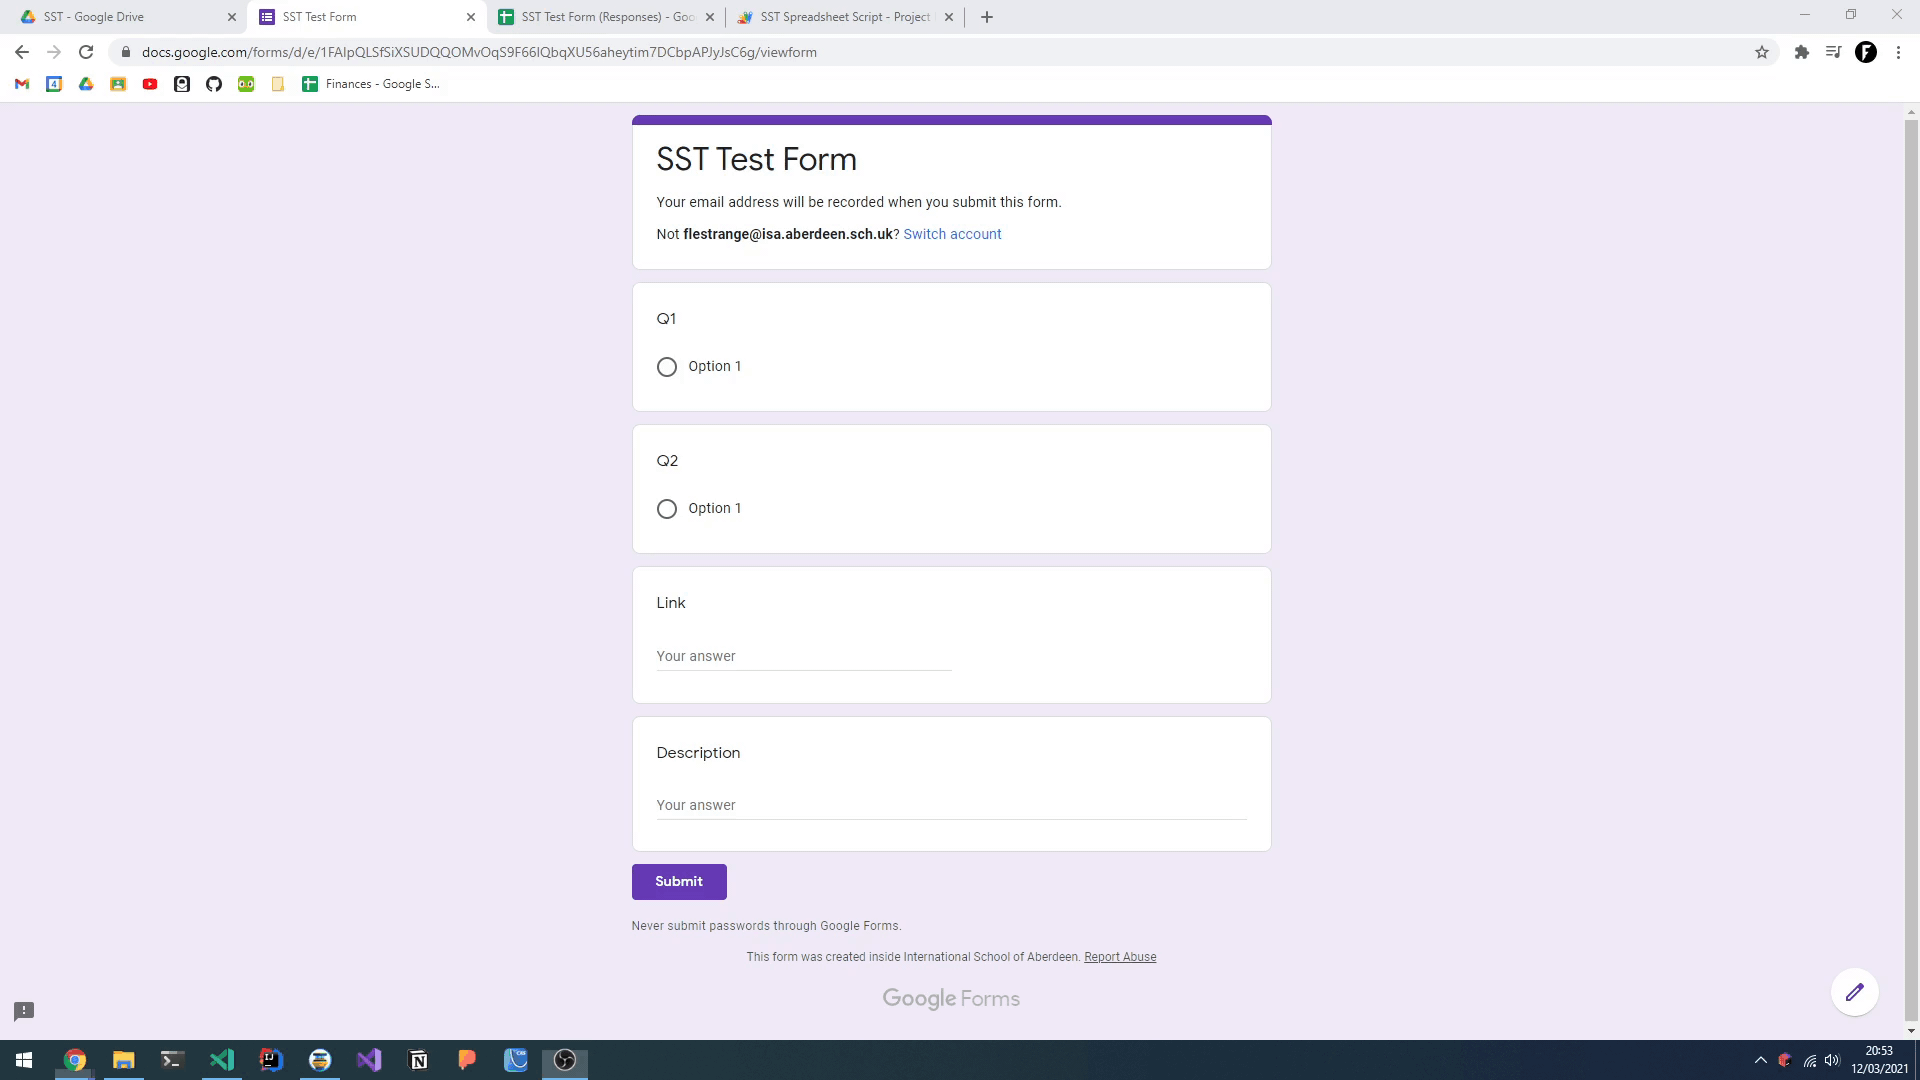 SST - Google Drive
SST Test Form
SST Test Form (Responses) - Goo
SST Spreadsheet Script - Project
docs.google.com/forms/d/e/1FAIpQLSfSiXSUDQQOMvOqS9F66IQbqXU56aheytim7DCbpAPJyJsC6g/viewform
4
Finances - Google S...
SST Test Form
Your email address will be recorded when you submit this form.
Not flestrange@isa.aberdeen.sch.uk? Switch account
Q1
Option 1
Q2
Option 1
Link
Your answer
Description
Your answer
Submit
Never submit passwords through Google Forms.
This form was created inside International School of Aberdeen. Report Abuse
Google Forms
20:53
12/03/2021